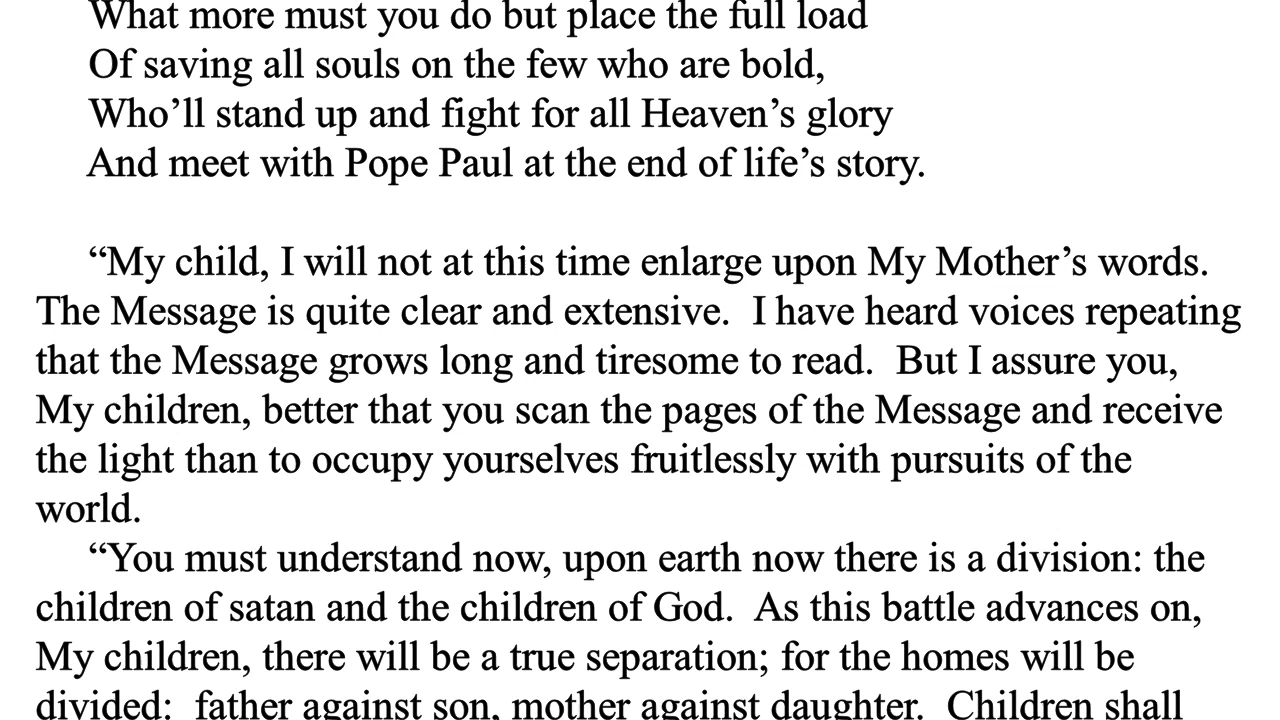 What more must you do but place the full load
Of saving all souls on the few who are bold,
Who’ll stand up and fight for all Heaven’s glory
And meet with Pope Paul at the end of life’s story.
“My child, I will not at this time enlarge upon My Mother’s words.
The Message is quite clear and extensive.  I have heard voices repeating
that the Message grows long and tiresome to read.  But I assure you,
My children, better that you scan the pages of the Message and receive
the light than to occupy yourselves fruitlessly with pursuits of the
world.
“You must understand now, upon earth now there is a division: the
children of satan and the children of God.  As this battle advances on,
My children, there will be a true separation; for the homes will be
divided:  father against son, mother against daughter.  Children shall